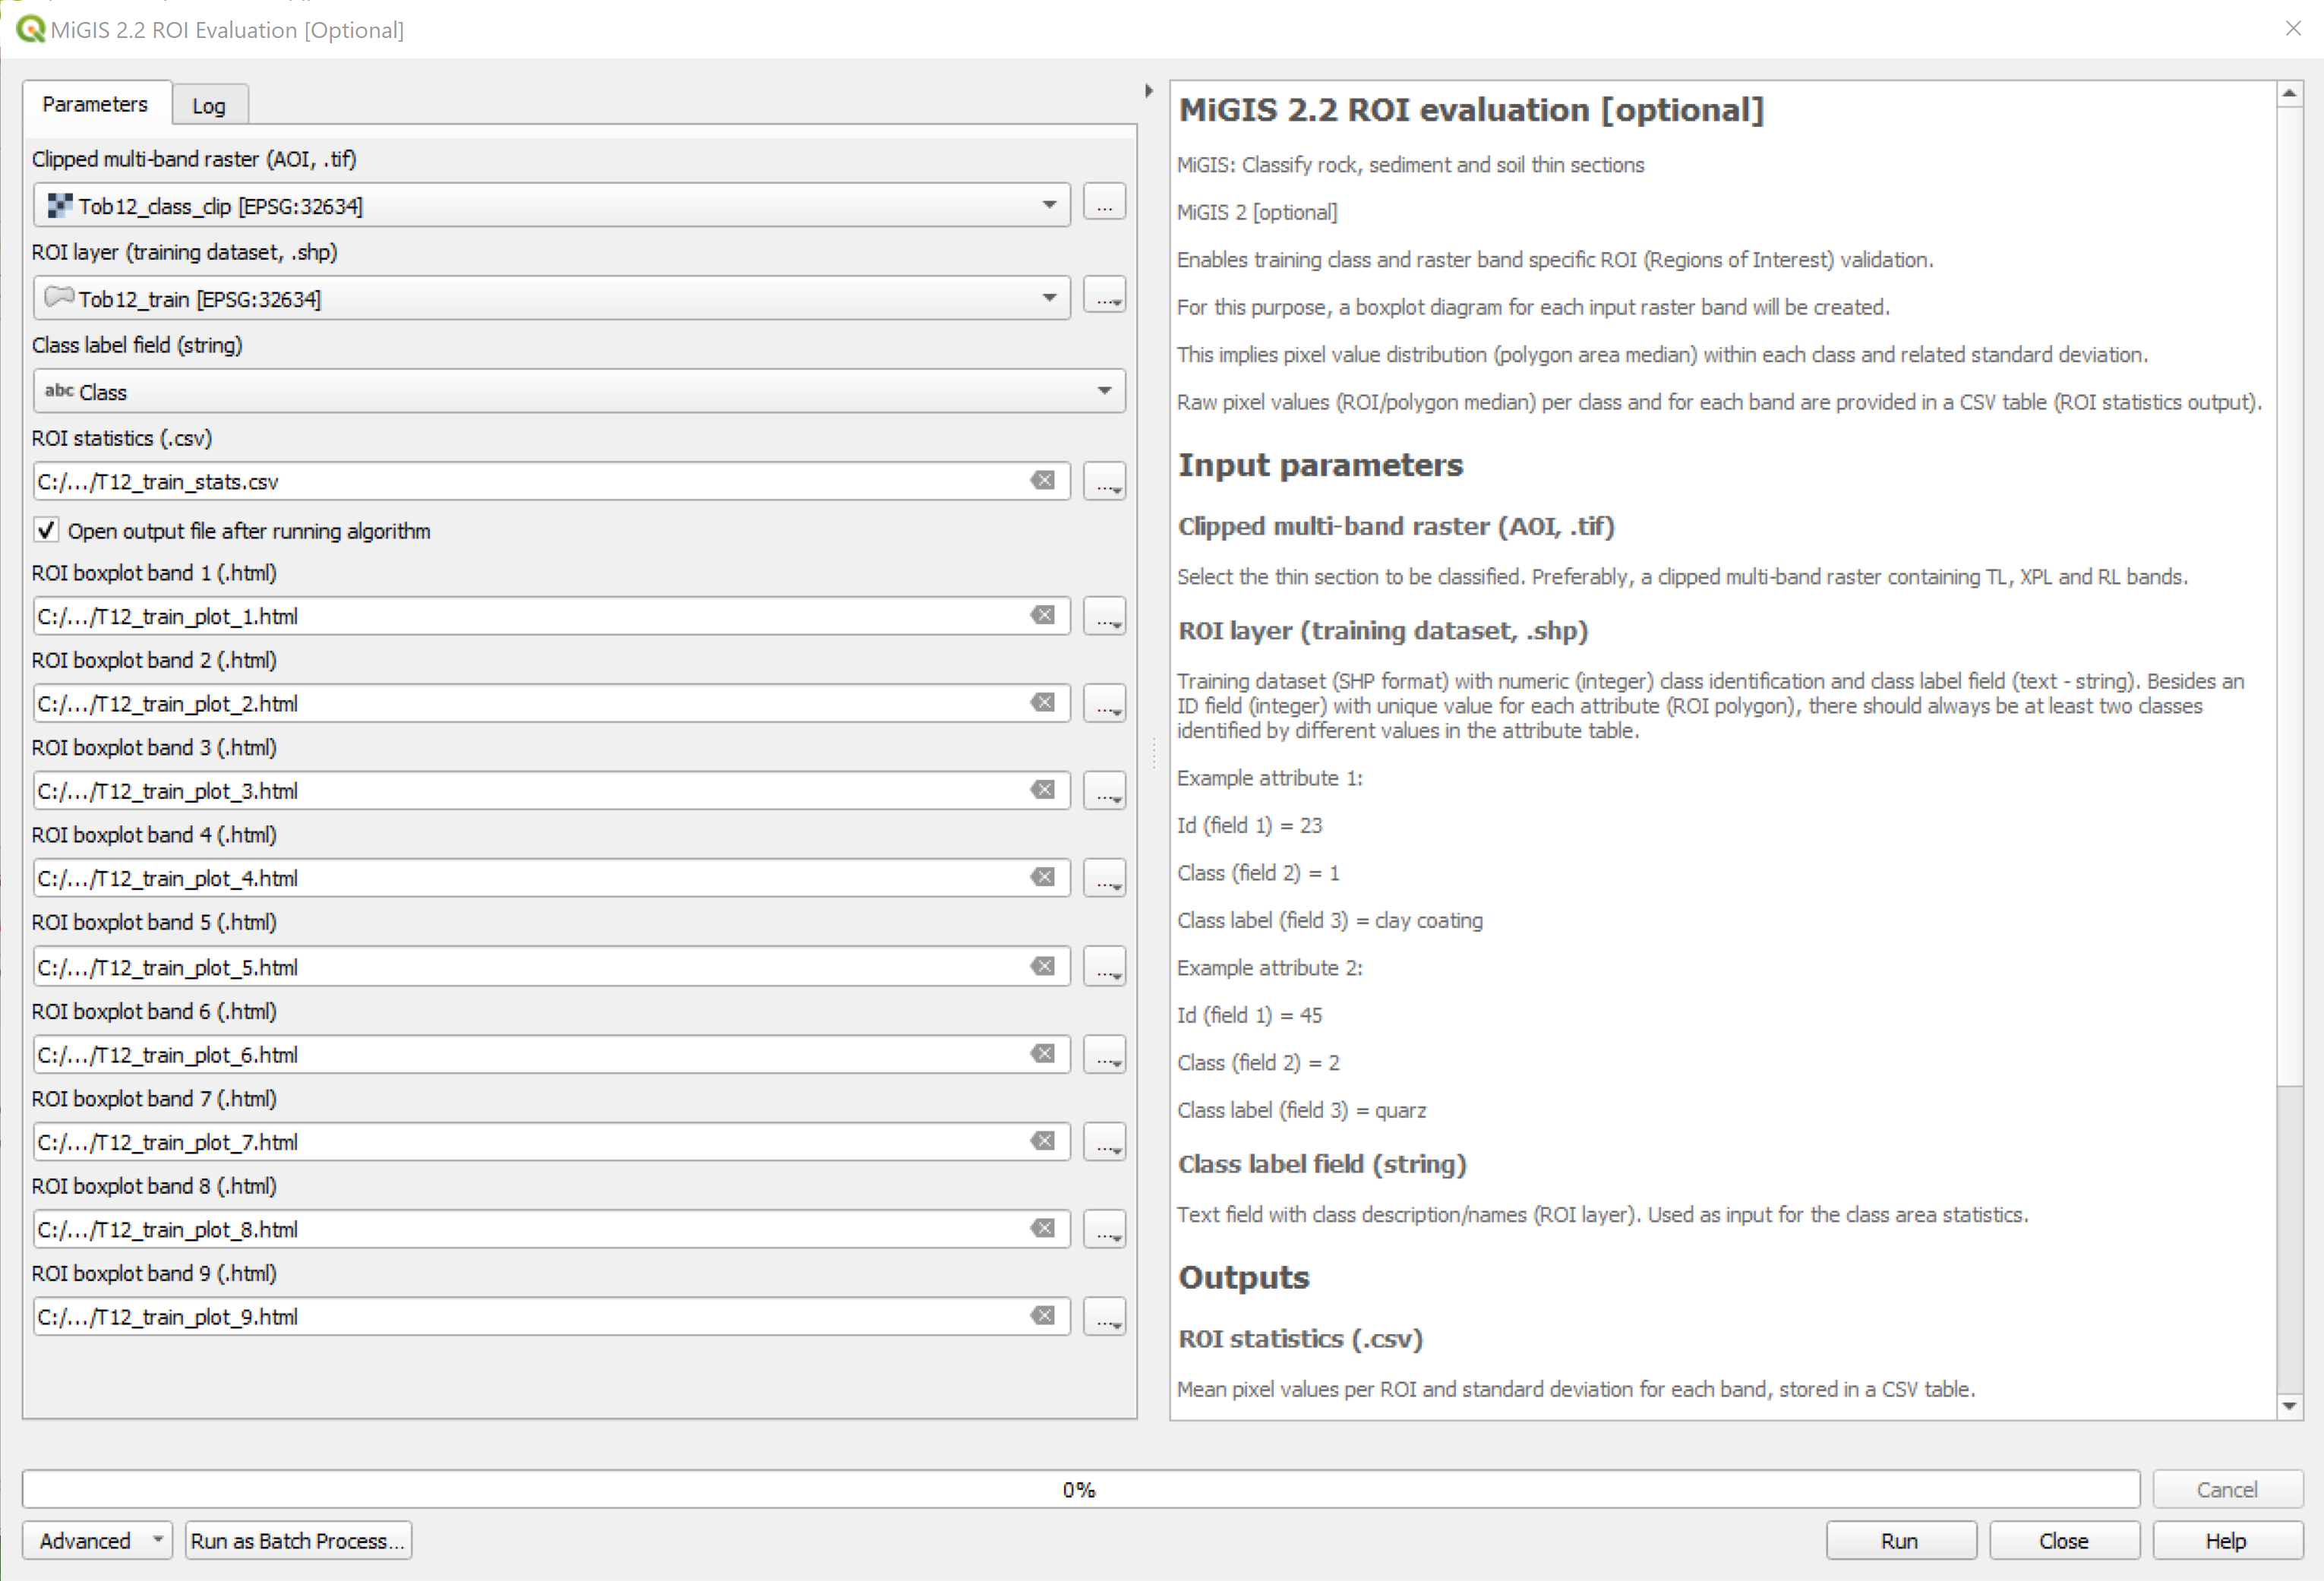 MiGIS 2.2 ROI Evaluation [Optional]
Parameters
Log
Clipped multi-band raster (AOI, .tif)
Tob12_class_clip [EPSG:32634]
...
ROI layer (training dataset, .shp)
Tob12_train [EPSG:32634]
...
Class label field (string)
abc Class
ROI statistics (.csv)
C:/.../T12_train_stats.csv
...
Open output file after running algorithm
ROI boxplot band 1 (.html)
C:/.../T12_train_plot_1.html
...
ROI boxplot band 2 (.html)
C:/.../T12_train_plot_2.html
...
ROI boxplot band 3 (.html)
C:/.../T12_train_plot_3.html
...
ROI boxplot band 4 (.html)
C:/.../T12_train_plot_4.html
...
ROI boxplot band 5 (.html)
C:/.../T12_train_plot_5.html
...
ROI boxplot band 6 (.html)
C:/.../T12_train_plot_6.html
...
ROI boxplot band 7 (.html)
C:/.../T12_train_plot_7.html
...
ROI boxplot band 8 (.html)
C:/.../T12_train_plot_8.html
...
ROI boxplot band 9 (.html)
C:/.../T12_train_plot_9.html
...
MiGIS 2.2 ROI evaluation [optional]
MiGIS: Classify rock, sediment and soil thin sections
MiGIS 2 [optional]
Enables training class and raster band specific ROI (Regions of Interest) validation.
For this purpose, a boxplot diagram for each input raster band will be created.
This implies pixel value distribution (polygon area median) within each class and related standard deviation.
Raw pixel values (ROI/polygon median) per class and for each band are provided in a CSV table (ROI statistics output).
Input parameters
Clipped multi-band raster (AOI, .tif)
Select the thin section to be classified. Preferably, a clipped multi-band raster containing TL, XPL and RL bands.
ROI layer (training dataset, .shp)
Training dataset (SHP format) with numeric (integer) class identification and class label field (text - string). Besides an
ID field (integer) with unique value for each attribute (ROI polygon), there should always be at least two classes
identified by different values in the attribute table.
Example attribute 1:
Id (field 1) = 23
Class (field 2) = 1
Class label (field 3) = clay coating
Example attribute 2:
Id (field 1) = 45
Class (field 2) = 2
Class label (field 3) = quarz
Class label field (string)
Text field with class description/names (ROI layer). Used as input for the class area statistics.
Outputs
ROI statistics (.csv)
Mean pixel values per ROI and standard deviation for each band, stored in a CSV table.
0%
Cancel
Advanced
Run as Batch Process...
Run
Close
Help